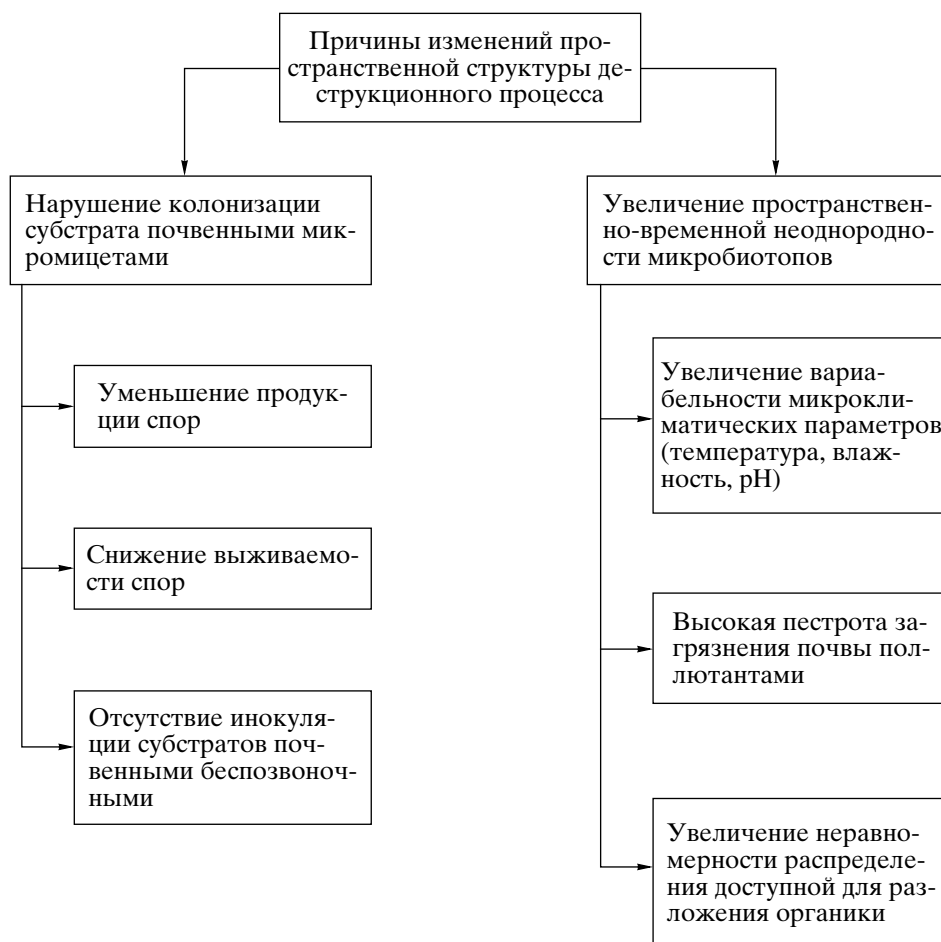 Причины изменений про-
странственной структуры де-
струкционного процесса
Нарушение колонизации
субстрата почвенными мик-
ромицетами
Уменьшение продук-
ции спор
Снижение выживаемо-
сти спор
Отсутствие инокуля-
ции субстратов поч-
венными беспозвоноч-
ными
Увеличение пространствен-
но-временной неоднородно-
сти микробиотопов
Увеличение вариа-
бельности микрокли-
матических параметров
(температура, влаж-
ность, pH)
Высокая пестрота за-
грязнения почвы пол-
лютантами
Увеличение неравно-
мерности распределе-
ния доступной для раз-
ложения органики